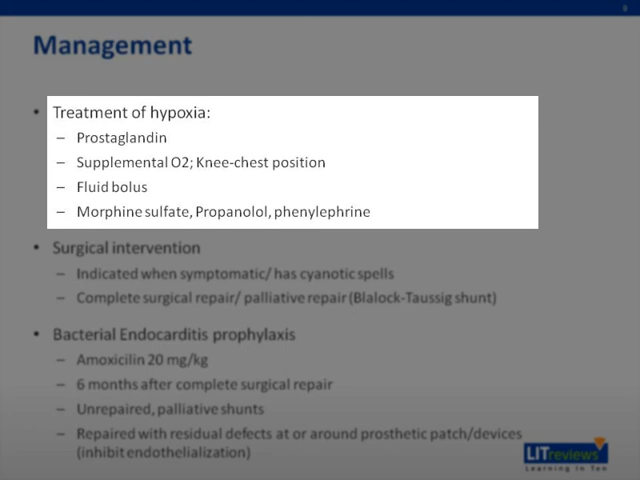 9
Management
• Treatment of hypoxia:
– Prostaglandin
– Supplemental O2; Knee-chest position
– Fluid bolus
– Morphine sulfate, Propanolol, phenylephrine
• Surgical intervention
– Indicated when symptomatic/ has cyanotic spells
– Complete surgical repair/ palliative repair (Blalock-Taussig shunt)
• Bacterial Endocarditis prophylaxis
– Amoxicilin 20 mg/kg
– 6 months after complete surgical repair
– Unrepaired, palliative shunts
– Repaired with residual defects at or around prosthetic patch/devices
(inhibit endothelialization)
LITreviews
Learning In Ten